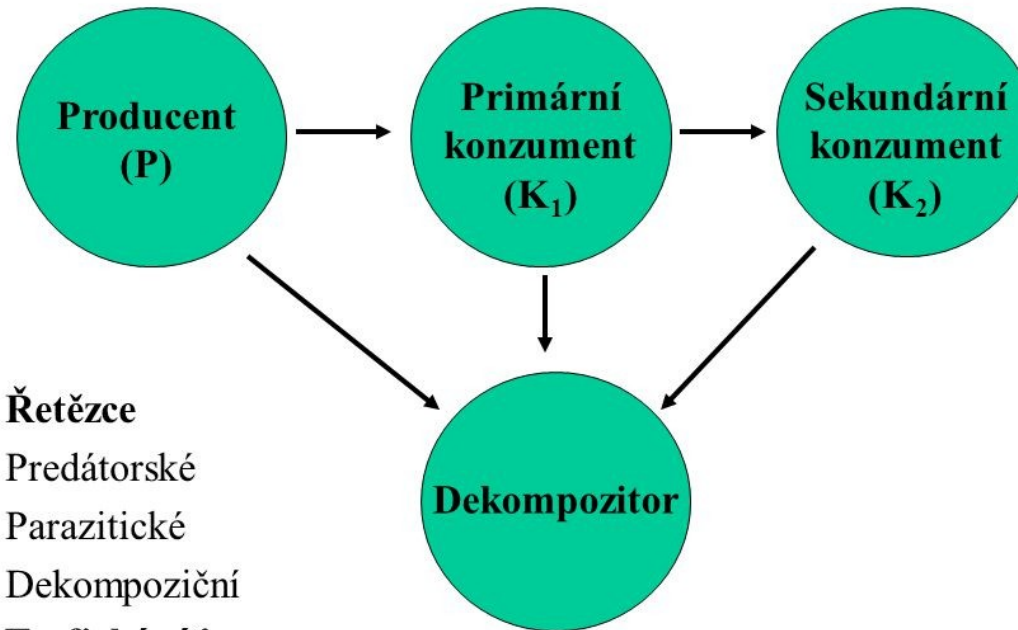 Producent
(P)
Primární
konzument
(K₁)
Sekundární
konzument
(K₂)
Dekompozitor
Řetězce
Predátorské
Parazitické
Dekompoziční